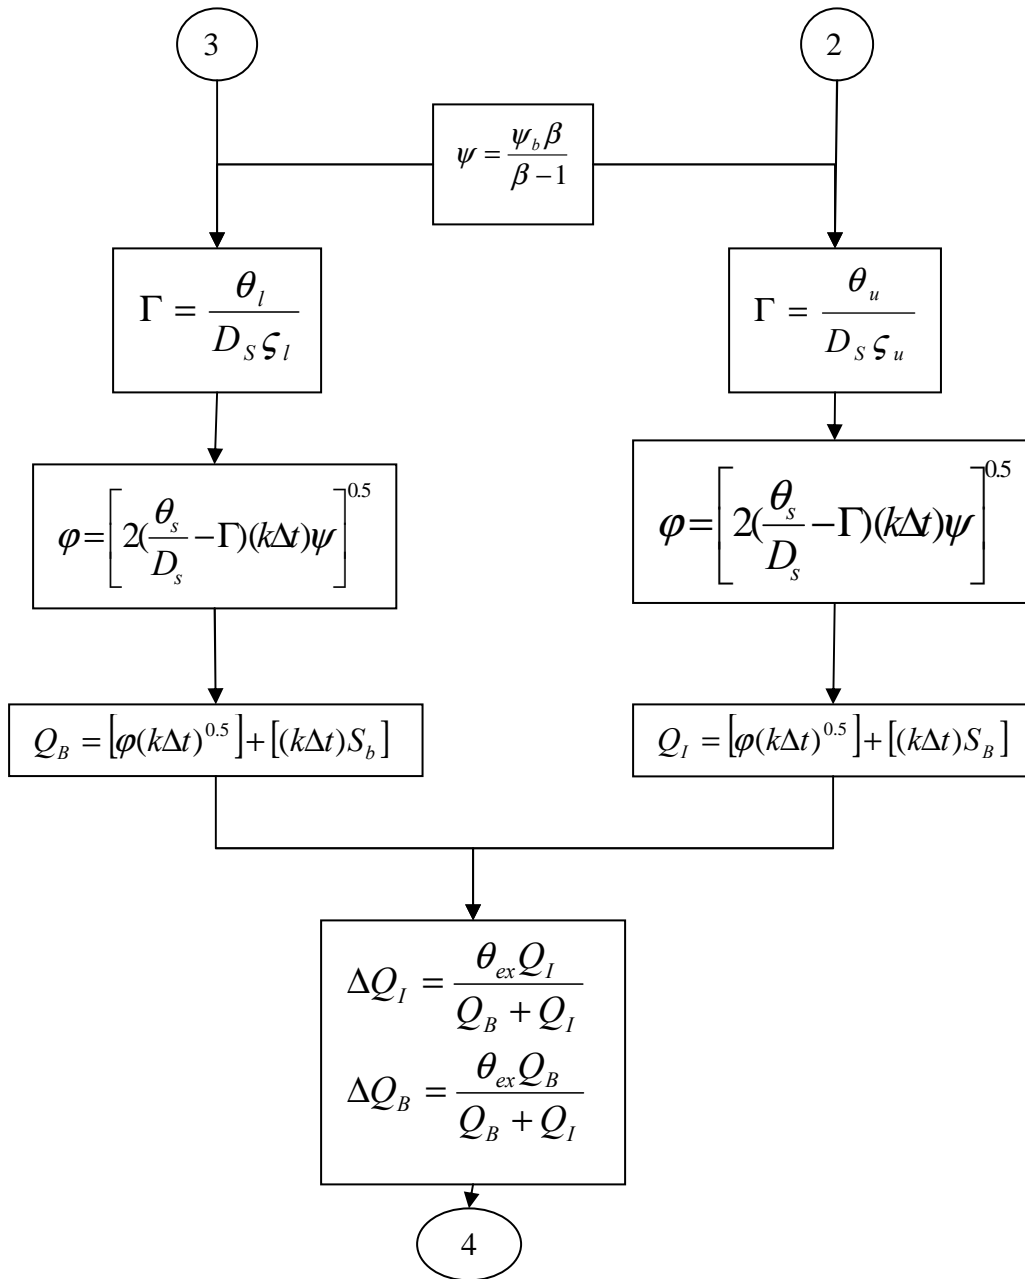 3
2
ψ = ψ_b β / (β − 1)
Γ = θ_l / (D_S ς_l)
Γ = θ_u / (D_S ς_u)
φ = [2(θ_s / D_s − Γ)(kΔt)ψ]^0.5
φ = [2(θ_s / D_s − Γ)(kΔt)ψ]^0.5
Q_B = [φ(kΔt)^0.5] + [(kΔt)S_b]
Q_I = [φ(kΔt)^0.5] + [(kΔt)S_B]
ΔQ_I = θ_ex Q_I / (Q_B + Q_I)
ΔQ_B = θ_ex Q_B / (Q_B + Q_I)
4